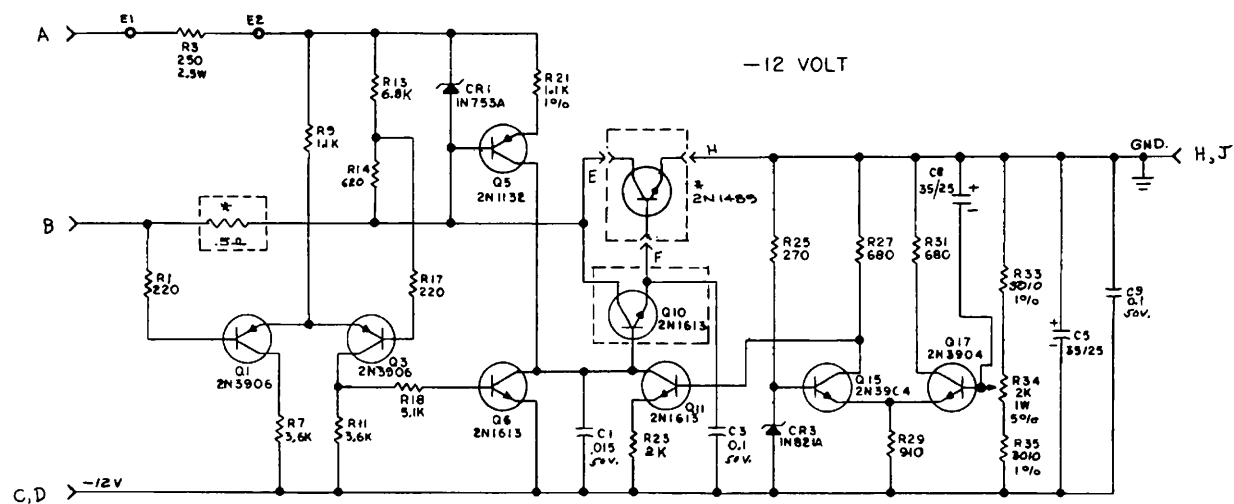 A
E1
E2
R3
250
2.5W
-12 VOLT
R13
6.8K
CR1
1N753A
R21
1.1K
1%
R9
1.1K
R14
620
Q5
2N1132
E
H
*
2N1489
GND.
H,J
C8
35/25
+
-
B
*
.5Ω
F
R25
270
R27
680
R31
680
R33
3010
1%
C9
0.1
50V.
R1
220
R17
220
Q10
2N1613
+
-
C5
35/25
Q1
2N3906
Q3
2N3906
R18
5.1K
Q6
2N1613
Q11
2N1613
Q15
2N3904
Q17
2N3904
R34
2K
1W
5%
R7
3.6K
R11
3.6K
C1
.015
50V.
R23
2K
C3
0.1
50V.
CR3
1N821A
R29
910
R35
3010
1%
C,D
-12V